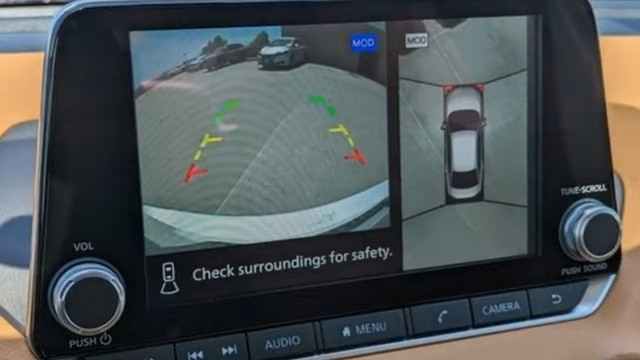 MOD
MOD
Check surroundings for safety.
VOL
PUSH
AUDIO
MENU
CAMERA
TUNE•SCROLL
PUSH SOUND